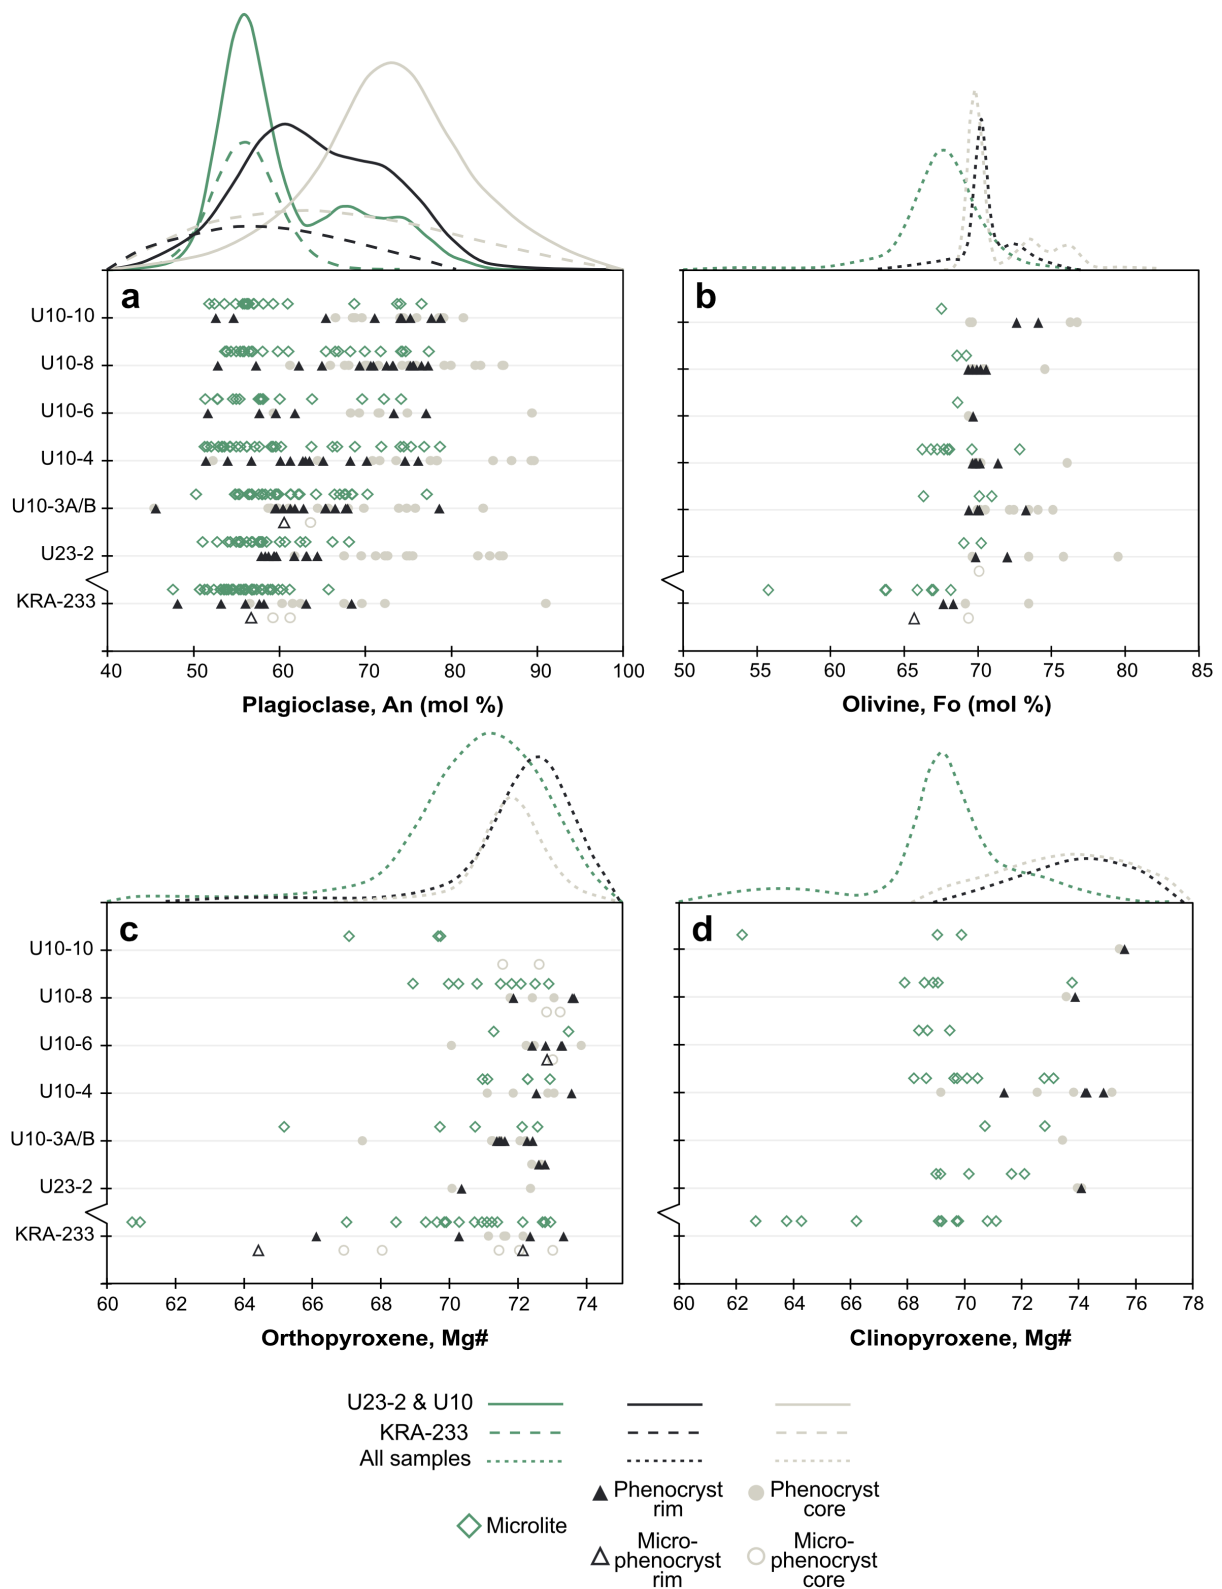 a
b
U10-10
U10-8
U10-6
U10-4
U10-3A/B
U23-2
KRA-233
40 50 60 70 80 90 100
50 55 60 65 70 75 80 85
Plagioclase, An (mol %)
Olivine, Fo (mol %)
c
d
U10-10
U10-8
U10-6
U10-4
U10-3A/B
U23-2
KRA-233
60 62 64 66 68 70 72 74
60 62 64 66 68 70 72 74 76 78
Orthopyroxene, Mg#
Clinopyroxene, Mg#
U23-2 & U10
KRA-233
All samples
Microlite
Phenocryst
rim
Phenocryst
core
Micro-
phenocryst
rim
Micro-
phenocryst
core